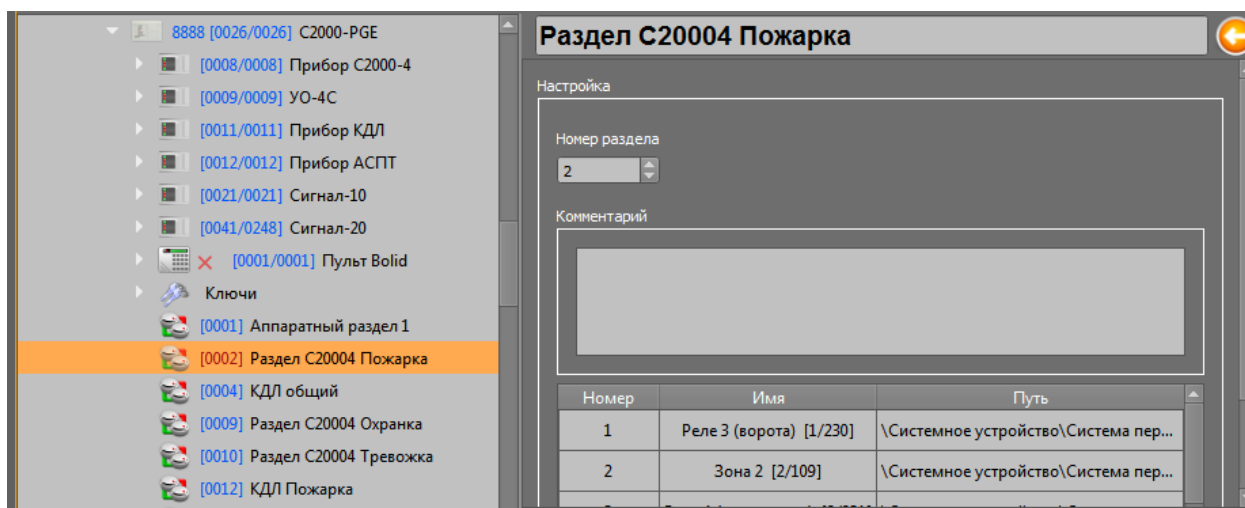 8888 [0026/0026] C2000-PGE
[0008/0008] Прибор С2000-4
[0009/0009] УО-4С
[0011/0011] Прибор КДЛ
[0012/0012] Прибор АСПТ
[0021/0021] Сигнал-10
[0041/0248] Сигнал-20
[0001/0001] Пульт Bolid
Ключи
[0001] Аппаратный раздел 1
[0002] Раздел С20004 Пожарка
[0004] КДЛ общий
[0009] Раздел С20004 Охранка
[0010] Раздел С20004 Тревожка
[0012] КДЛ Пожарка
Раздел С20004 Пожарка
Настройка
Номер раздела
2
Комментарий
Номер Имя Путь
1 Реле 3 (ворота) [1/230] \Системное устройство\Система пер...
2 Зона 2 [2/109] \Системное устройство\Система пер...